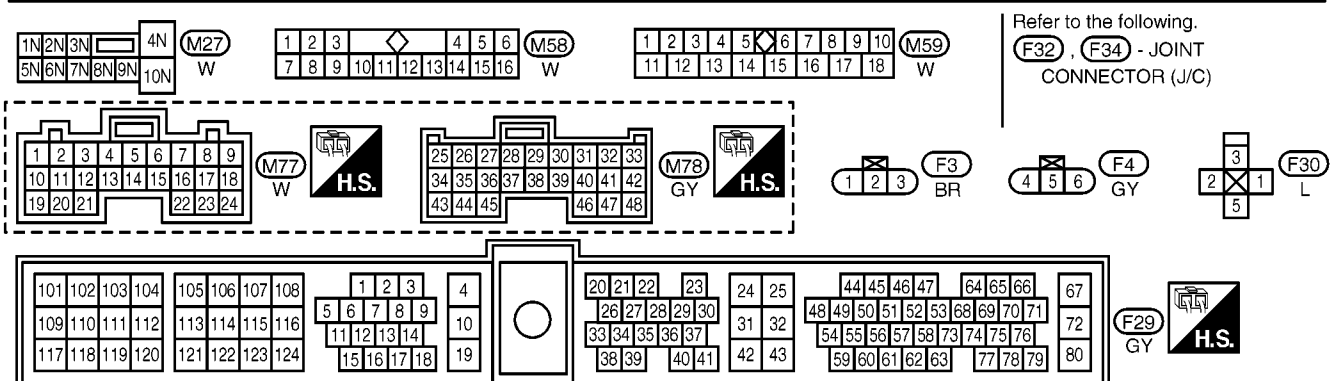 1N 2N 3N 4N M27
5N 6N 7N 8N 9N 10N W
1 2 3 4 5 6 M58
7 8 9 10 11 12 13 14 15 16 W
1 2 3 4 5 6 7 8 9 10 M59
11 12 13 14 15 16 17 18 W
Refer to the following.
F32 , F34 - JOINT
CONNECTOR (J/C)
1 2 3 4 5 6 7 8 9
10 11 12 13 14 15 16 17 18
19 20 21 22 23 24
M77
W
H.S.
25 26 27 28 29 30 31 32 33
34 35 36 37 38 39 40 41 42
43 44 45 46 47 48
M78
GY
H.S.
1 2 3 F3
BR
4 5 6 F4
GY
3
2 1 F30
5 L
101 102 103 104 105 106 107 108 1 2 3 4 20 21 22 23 24 25 44 45 46 47 64 65 66 67
5 6 7 8 9 26 27 28 29 30 48 49 50 51 52 53 68 69 70 71
109 110 111 112 113 114 115 116 10 31 32 72
11 12 13 14 33 34 35 36 37 54 55 56 57 58 73 74 75 76
117 118 119 120 121 122 123 124 15 16 17 18 19 38 39 40 41 42 43 59 60 61 62 63 77 78 79 80
F29
GY
H.S.